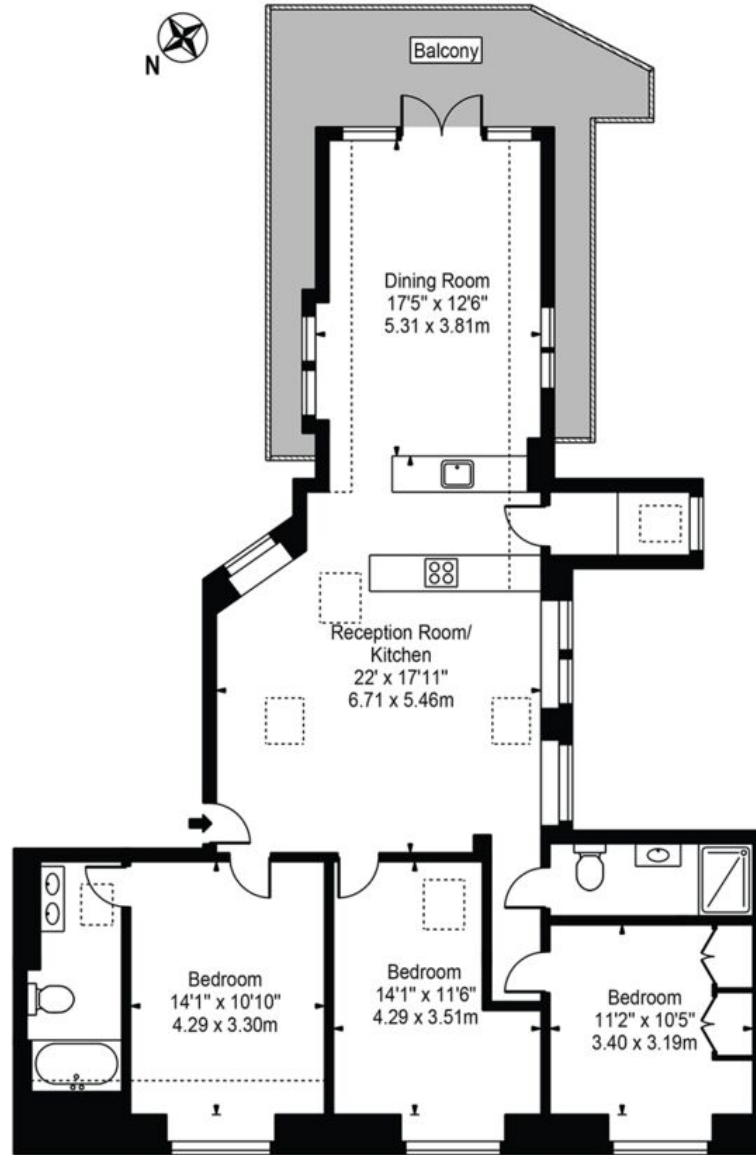 N
Balcony
Dining Room
17'5" x 12'6"
5.31 x 3.81m
Reception Room/
Kitchen
22' x 17'11"
6.71 x 5.46m
Bedroom
14'1" x 10'10"
4.29 x 3.30m
Bedroom
14'1" x 11'6"
4.29 x 3.51m
Bedroom
11'2" x 10'5"
3.40 x 3.19m